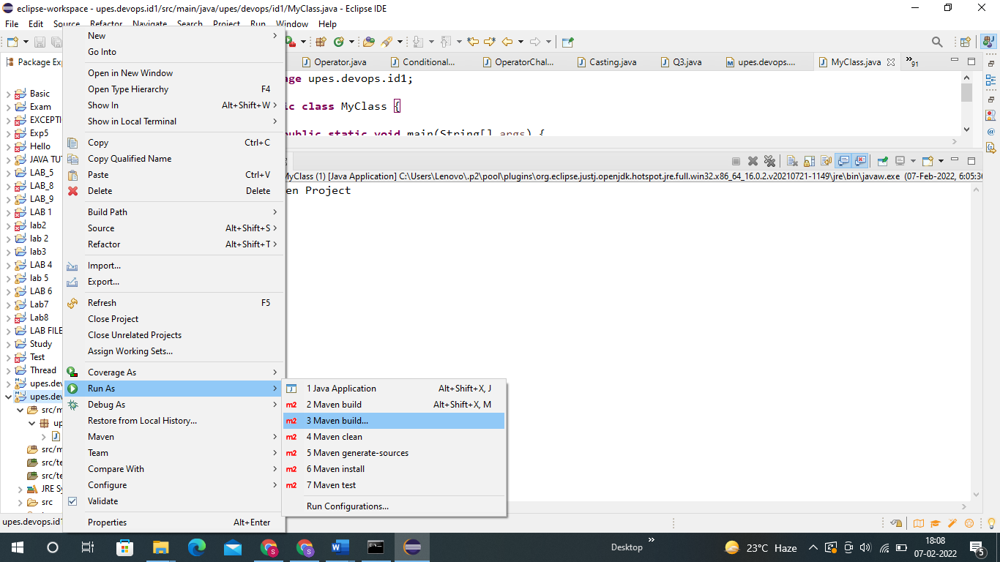 eclipse-workspace - upes.devops.id1/src/main/java/upes/devops/id1/MyClass.java - Eclipse IDE
File Edit Source Refactor Navigate Search Project Run Window Help
Package Exp
Operator.java Conditional... OperatorChal... Casting.java Q3.java upes.devops.... MyClass.java 91
age upes.devops.id1;
ic class MyClass {
public static void main(String[] args) {
MyClass (1) [Java Application] C:\Users\Lenovo\.p2\pool\plugins\org.eclipse.justj.openjdk.hotspot.jre.full.win32.x86_64_16.0.2.v20210721-1149\jre\bin\javaw.exe (07-Feb-2022, 6:05:36
en Project
Basic
Exam
EXCEPTI
Exp5
Hello
JAVA TUT
LAB_5
LAB_8
LAB_9
LAB 1
lab2
lab 2
lab3
LAB 4
lab 5
LAB 6
Lab7
Lab8
LAB FILE
Study
Test
Thread
upes.dev
upes.dev
src/m
up
src/m
src/te
src/te
JRE Sy
src
New
Go Into
Open in New Window
Open Type Hierarchy F4
Show In Alt+Shift+W
Show in Local Terminal
Copy Ctrl+C
Copy Qualified Name
Paste Ctrl+V
Delete Delete
Build Path
Source Alt+Shift+S
Refactor Alt+Shift+T
Import...
Export...
Refresh F5
Close Project
Close Unrelated Projects
Assign Working Sets...
Coverage As
Run As
Debug As
Restore from Local History...
Maven
Team
Compare With
Configure
Validate
Properties Alt+Enter
1 Java Application Alt+Shift+X, J
m2 2 Maven build Alt+Shift+X, M
m2 3 Maven build...
m2 4 Maven clean
m2 5 Maven generate-sources
m2 6 Maven install
m2 7 Maven test
Run Configurations...
upes.devops.id1
Desktop
23°C Haze
18:08
07-02-2022
5